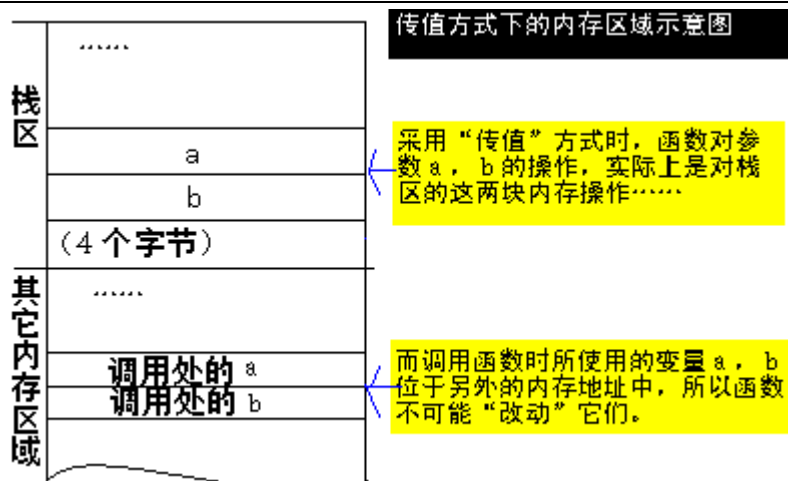 传值方式下的内存区域示意图
栈区
……
a
b
（4个字节）
采用“传值”方式时，函数对参
数a，b的操作，实际上是对栈
区的这两块内存操作……
其它内存区域
……
调用处的 a
调用处的 b
而调用函数时所使用的变量a，b
位于另外的内存地址中，所以函数
不可能“改动”它们。